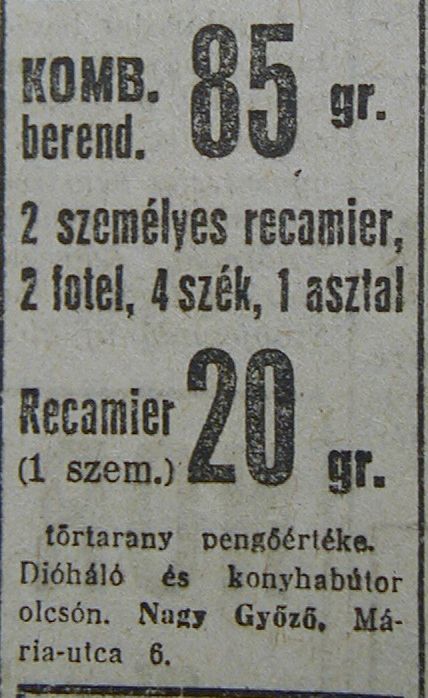 KOMB. 85 gr.
berend.
2 személyes recamier,
2 fotel, 4 szék, 1 asztal
Recamier 20 gr.
(1 szem.)
törtarany pengőértéke.
Dióháló és konyhabútor
olcsón. Nagy Győző, Má-
ria-utca 6.